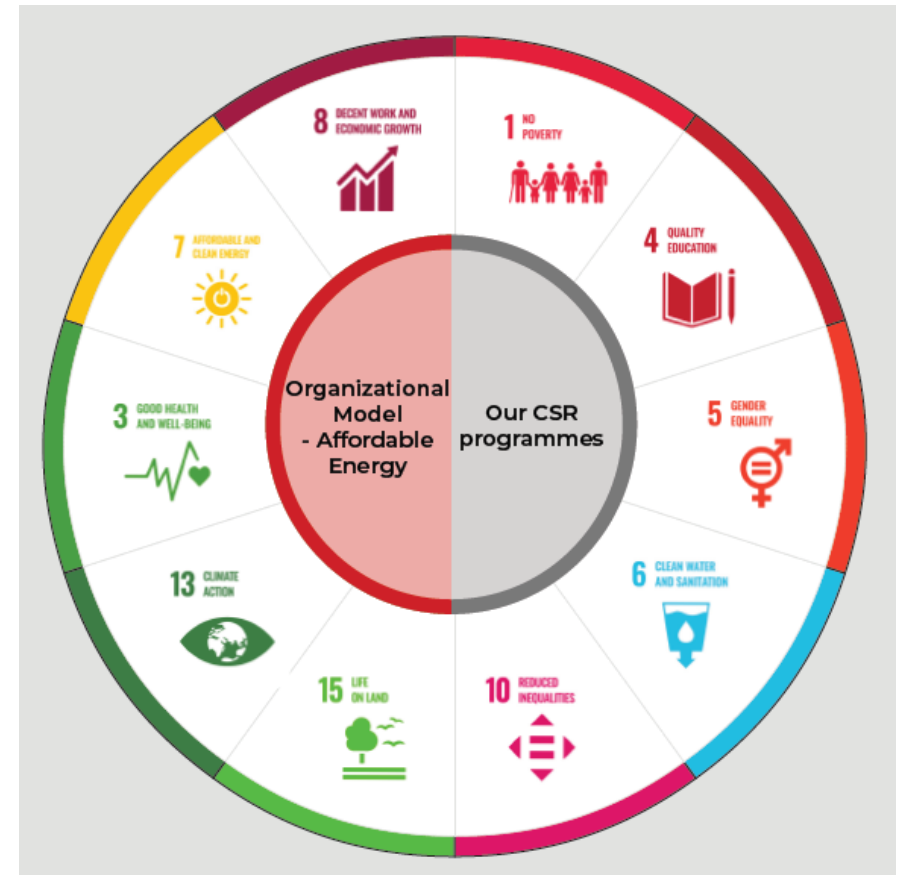 8 DECENT WORK AND
ECONOMIC GROWTH
1 NO
POVERTY
7 AFFORDABLE AND
CLEAN ENERGY
4 QUALITY
EDUCATION
3 GOOD HEALTH
AND WELL-BEING
Organizational
Model
- Affordable
Energy
Our CSR
programmes
5 GENDER
EQUALITY
13 CLIMATE
ACTION
6 CLEAN WATER
AND SANITATION
15 LIFE
ON LAND
10 REDUCED
INEQUALITIES